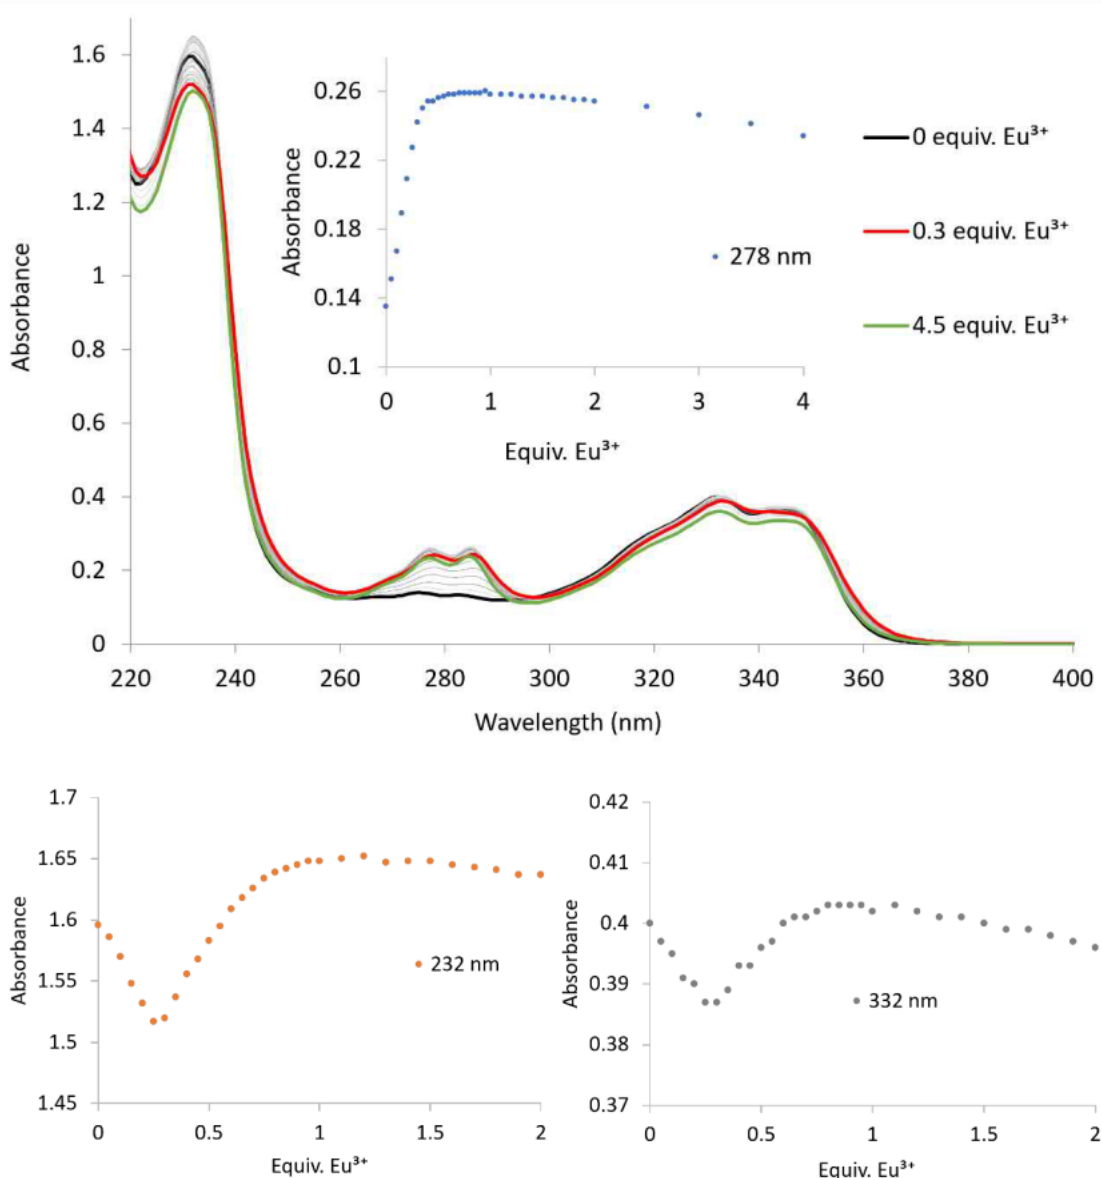 1.6
1.4
1.2
1
0.8
0.6
0.4
0.2
0
Absorbance
220 240 260 280 300 320 340 360 380 400
Wavelength (nm)
0.26
0.22
0.18
0.14
0.1
Absorbance
278 nm
0 1 2 3 4
Equiv. Eu³⁺
0 equiv. Eu³⁺
0.3 equiv. Eu³⁺
4.5 equiv. Eu³⁺
1.7
1.65
1.6
1.55
1.5
1.45
Absorbance
232 nm
0 0.5 1 1.5 2
Equiv. Eu³⁺
0.42
0.41
0.4
0.39
0.38
0.37
Absorbance
332 nm
0 0.5 1 1.5 2
Equiv. Eu³⁺